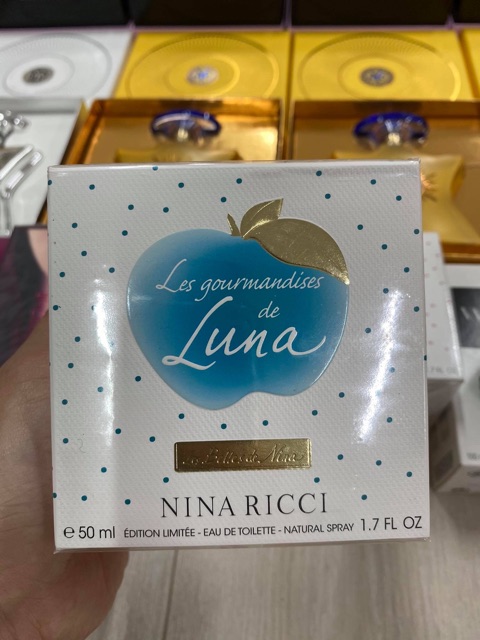 Les gourmandises
de
Luna
Les Belles de Nina
NINA RICCI
e 50 ml ÉDITION LIMITÉE - EAU DE TOILETTE - NATURAL SPRAY 1.7 FL OZ